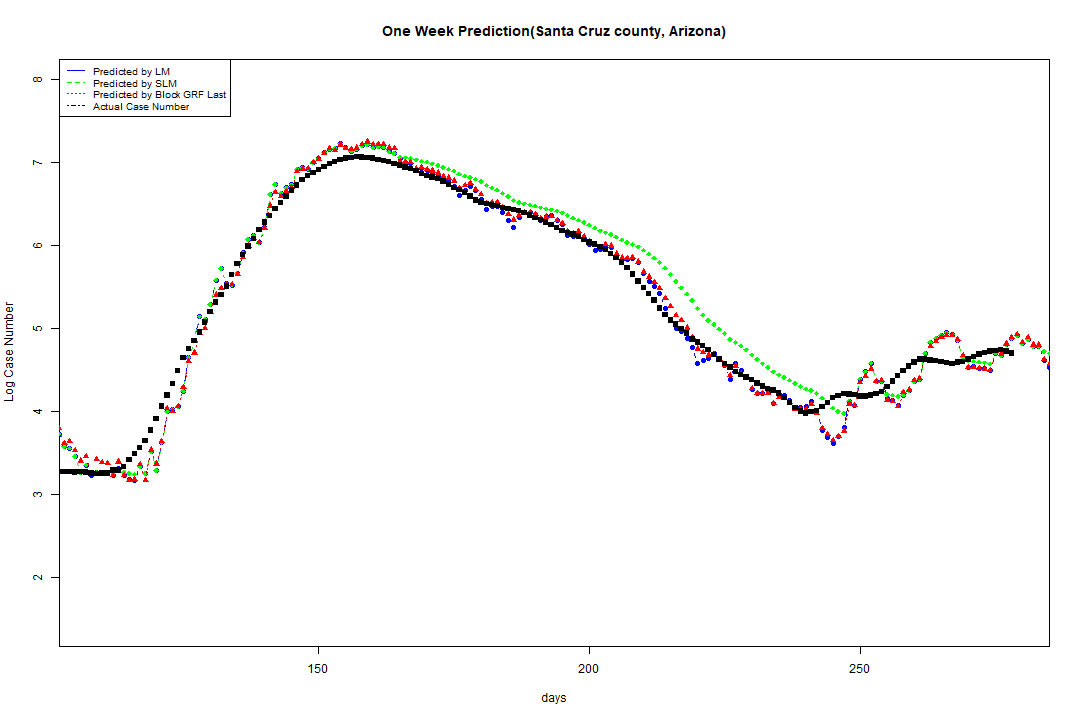 One Week Prediction(Santa Cruz county, Arizona)
Predicted by LM
Predicted by SLM
Predicted by Block GRF Last
Actual Case Number
8
7
6
5
4
3
2
Log Case Number
150
200
250
days